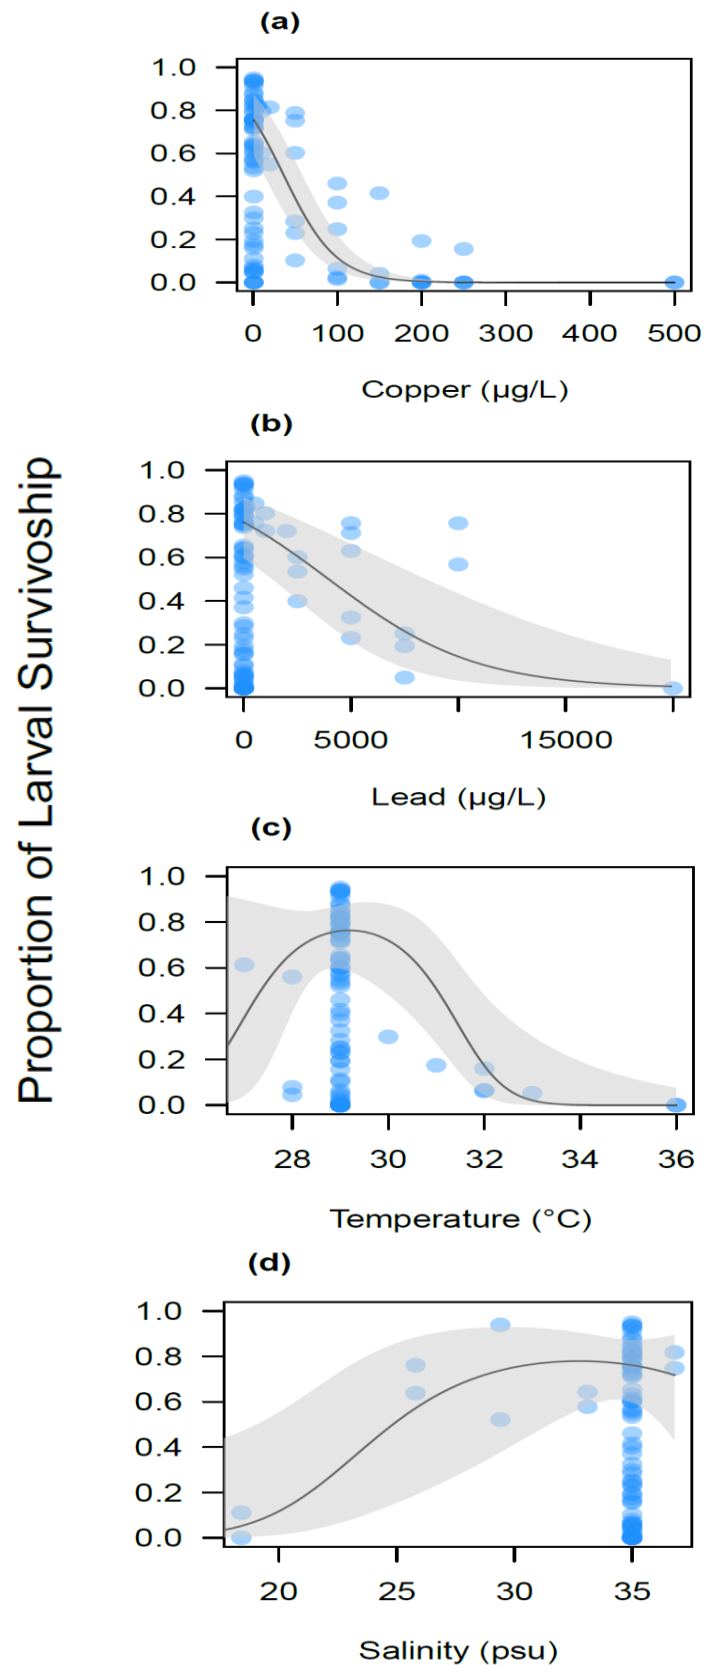 Proportion of Larval Survivoship
(a)
1.0
0.8
0.6
0.4
0.2
0.0
0 100 200 300 400 500
Copper (µg/L)
(b)
1.0
0.8
0.6
0.4
0.2
0.0
0 5000 15000
Lead (µg/L)
(c)
1.0
0.8
0.6
0.4
0.2
0.0
28 30 32 34 36
Temperature (°C)
(d)
1.0
0.8
0.6
0.4
0.2
0.0
20 25 30 35
Salinity (psu)